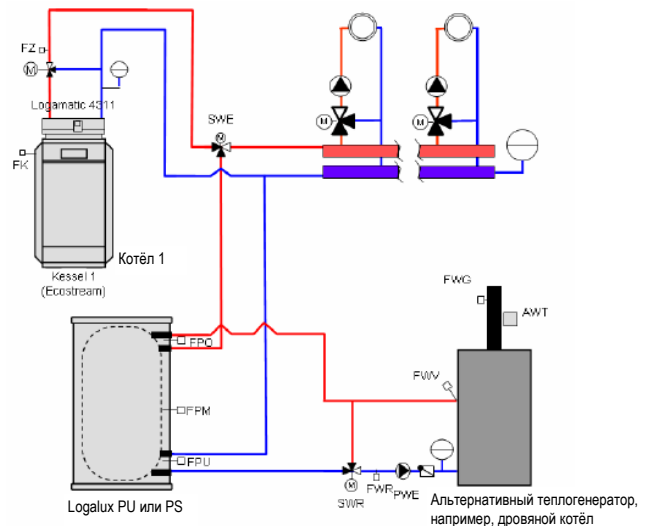 FZ
M
Logamatic 4311
SWE
M
M
M
FK
Котёл 1
Kessel 1
(Ecostream)
FWG
AWT
FPO
FWV
FPM
FPU
FWR
PWE
M
SWR
Logalux PU или PS
Альтернативный теплогенератор,
например, дровяной котёл